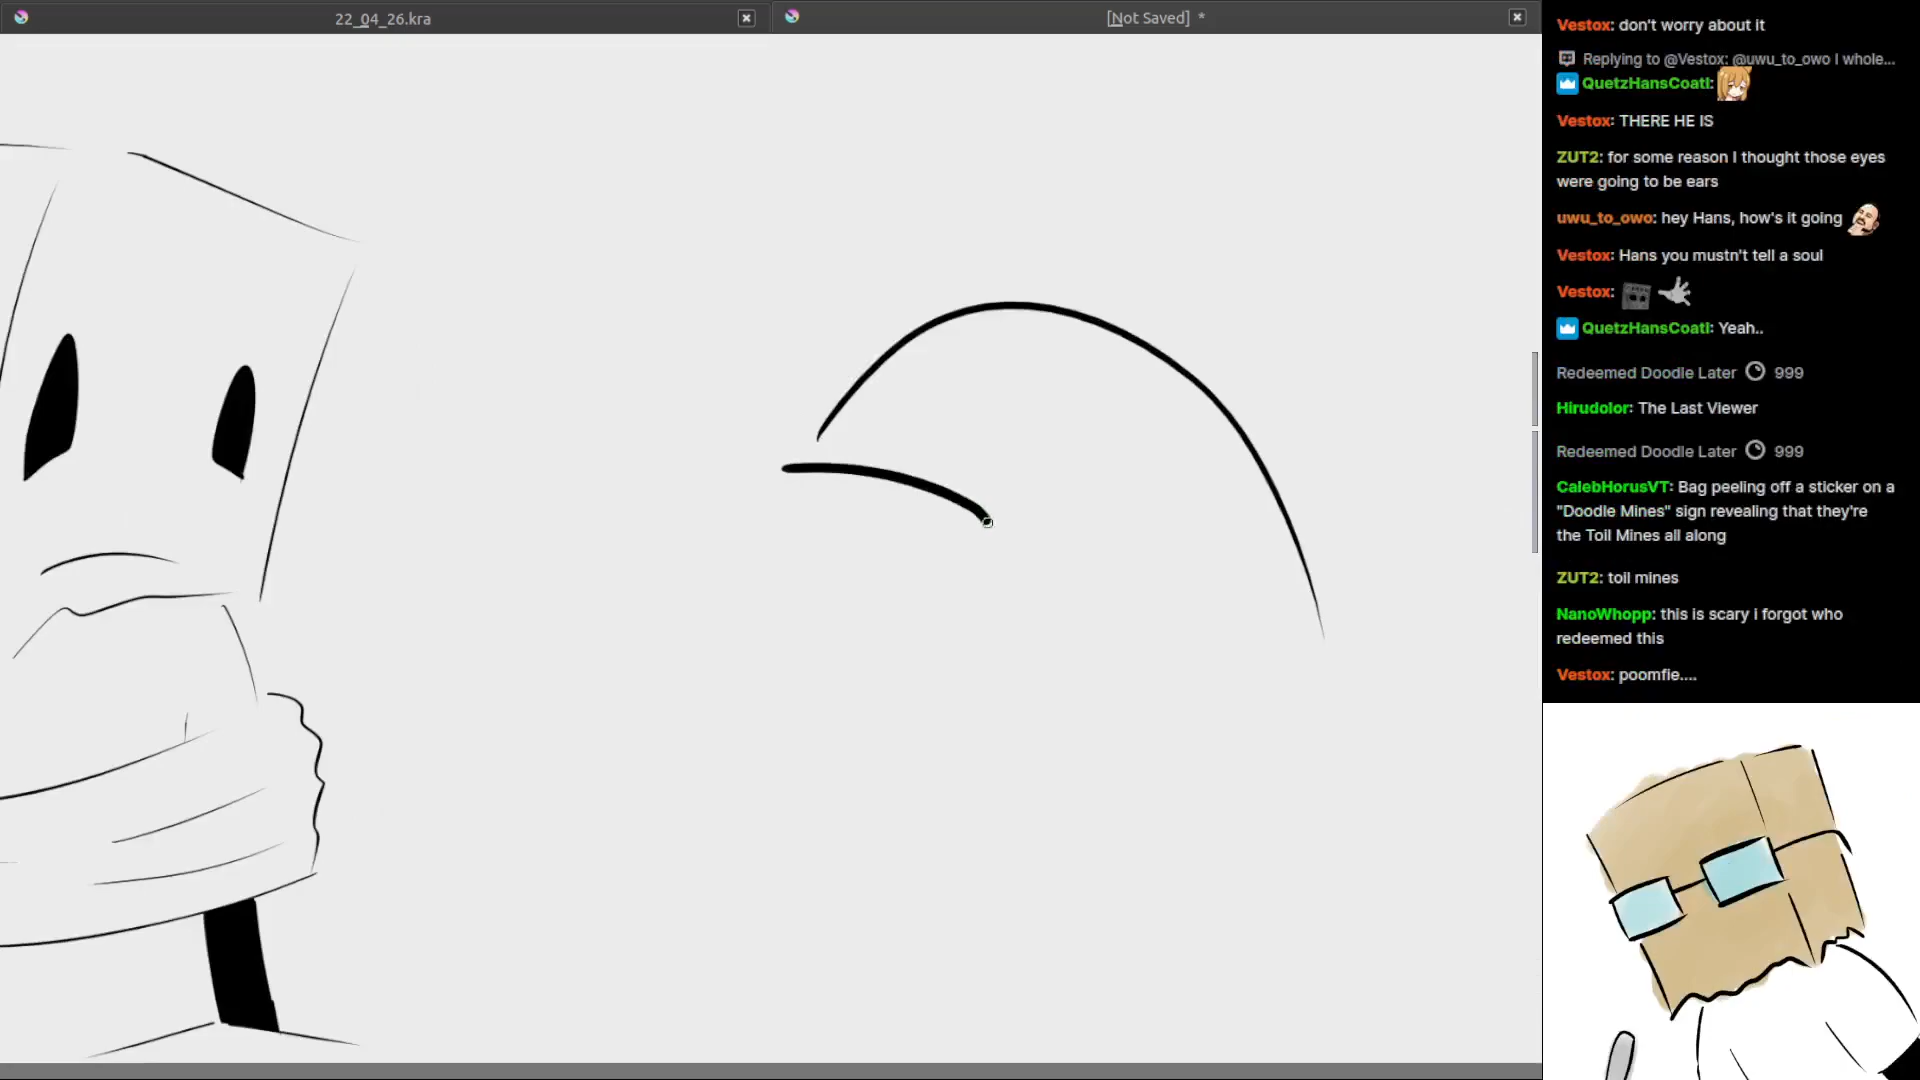 22_04_26.kra
[Not Saved] *
Vestox: don't worry about it
Replying to @Vestox: @uwu_to_owo I whole...
QuetzHansCoatl:
Vestox: THERE HE IS
ZUT2: for some reason I thought those eyes
were going to be ears
uwu_to_owo: hey Hans, how's it going
Vestox: Hans you mustn't tell a soul
Vestox:
QuetzHansCoatl: Yeah..
Redeemed Doodle Later 999
Hirudolor: The Last Viewer
Redeemed Doodle Later 999
CalebHorusVT: Bag peeling off a sticker on a
"Doodle Mines" sign revealing that they're
the Toil Mines all along
ZUT2: toil mines
NanoWhopp: this is scary i forgot who
redeemed this
Vestox: poomfie....